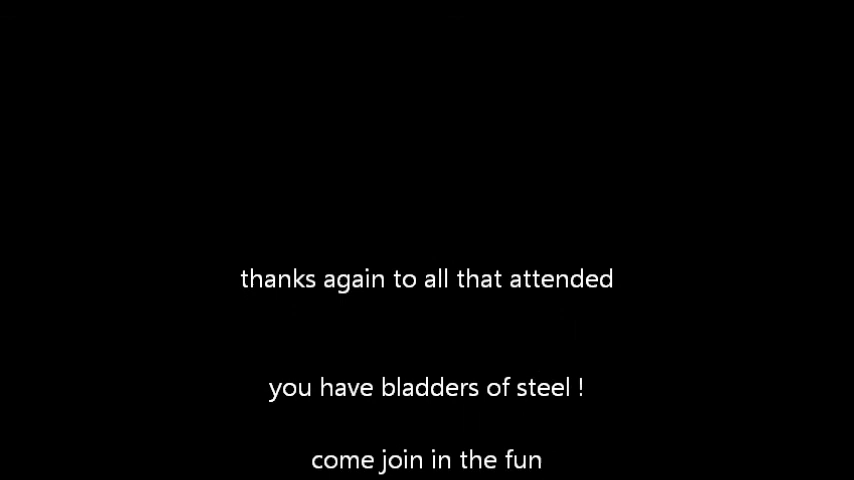 thanks again to all that attended
you have bladders of steel !
come join in the fun